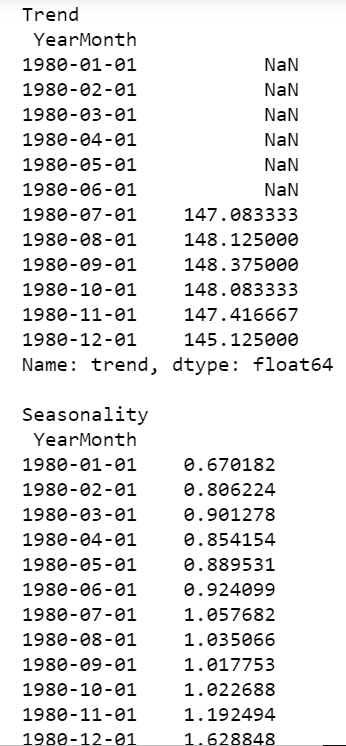 Trend
YearMonth
1980-01-01 NaN
1980-02-01 NaN
1980-03-01 NaN
1980-04-01 NaN
1980-05-01 NaN
1980-06-01 NaN
1980-07-01 147.083333
1980-08-01 148.125000
1980-09-01 148.375000
1980-10-01 148.083333
1980-11-01 147.416667
1980-12-01 145.125000
Name: trend, dtype: float64
Seasonality
YearMonth
1980-01-01 0.670182
1980-02-01 0.806224
1980-03-01 0.901278
1980-04-01 0.854154
1980-05-01 0.889531
1980-06-01 0.924099
1980-07-01 1.057682
1980-08-01 1.035066
1980-09-01 1.017753
1980-10-01 1.022688
1980-11-01 1.192494
1980-12-01 1.628848